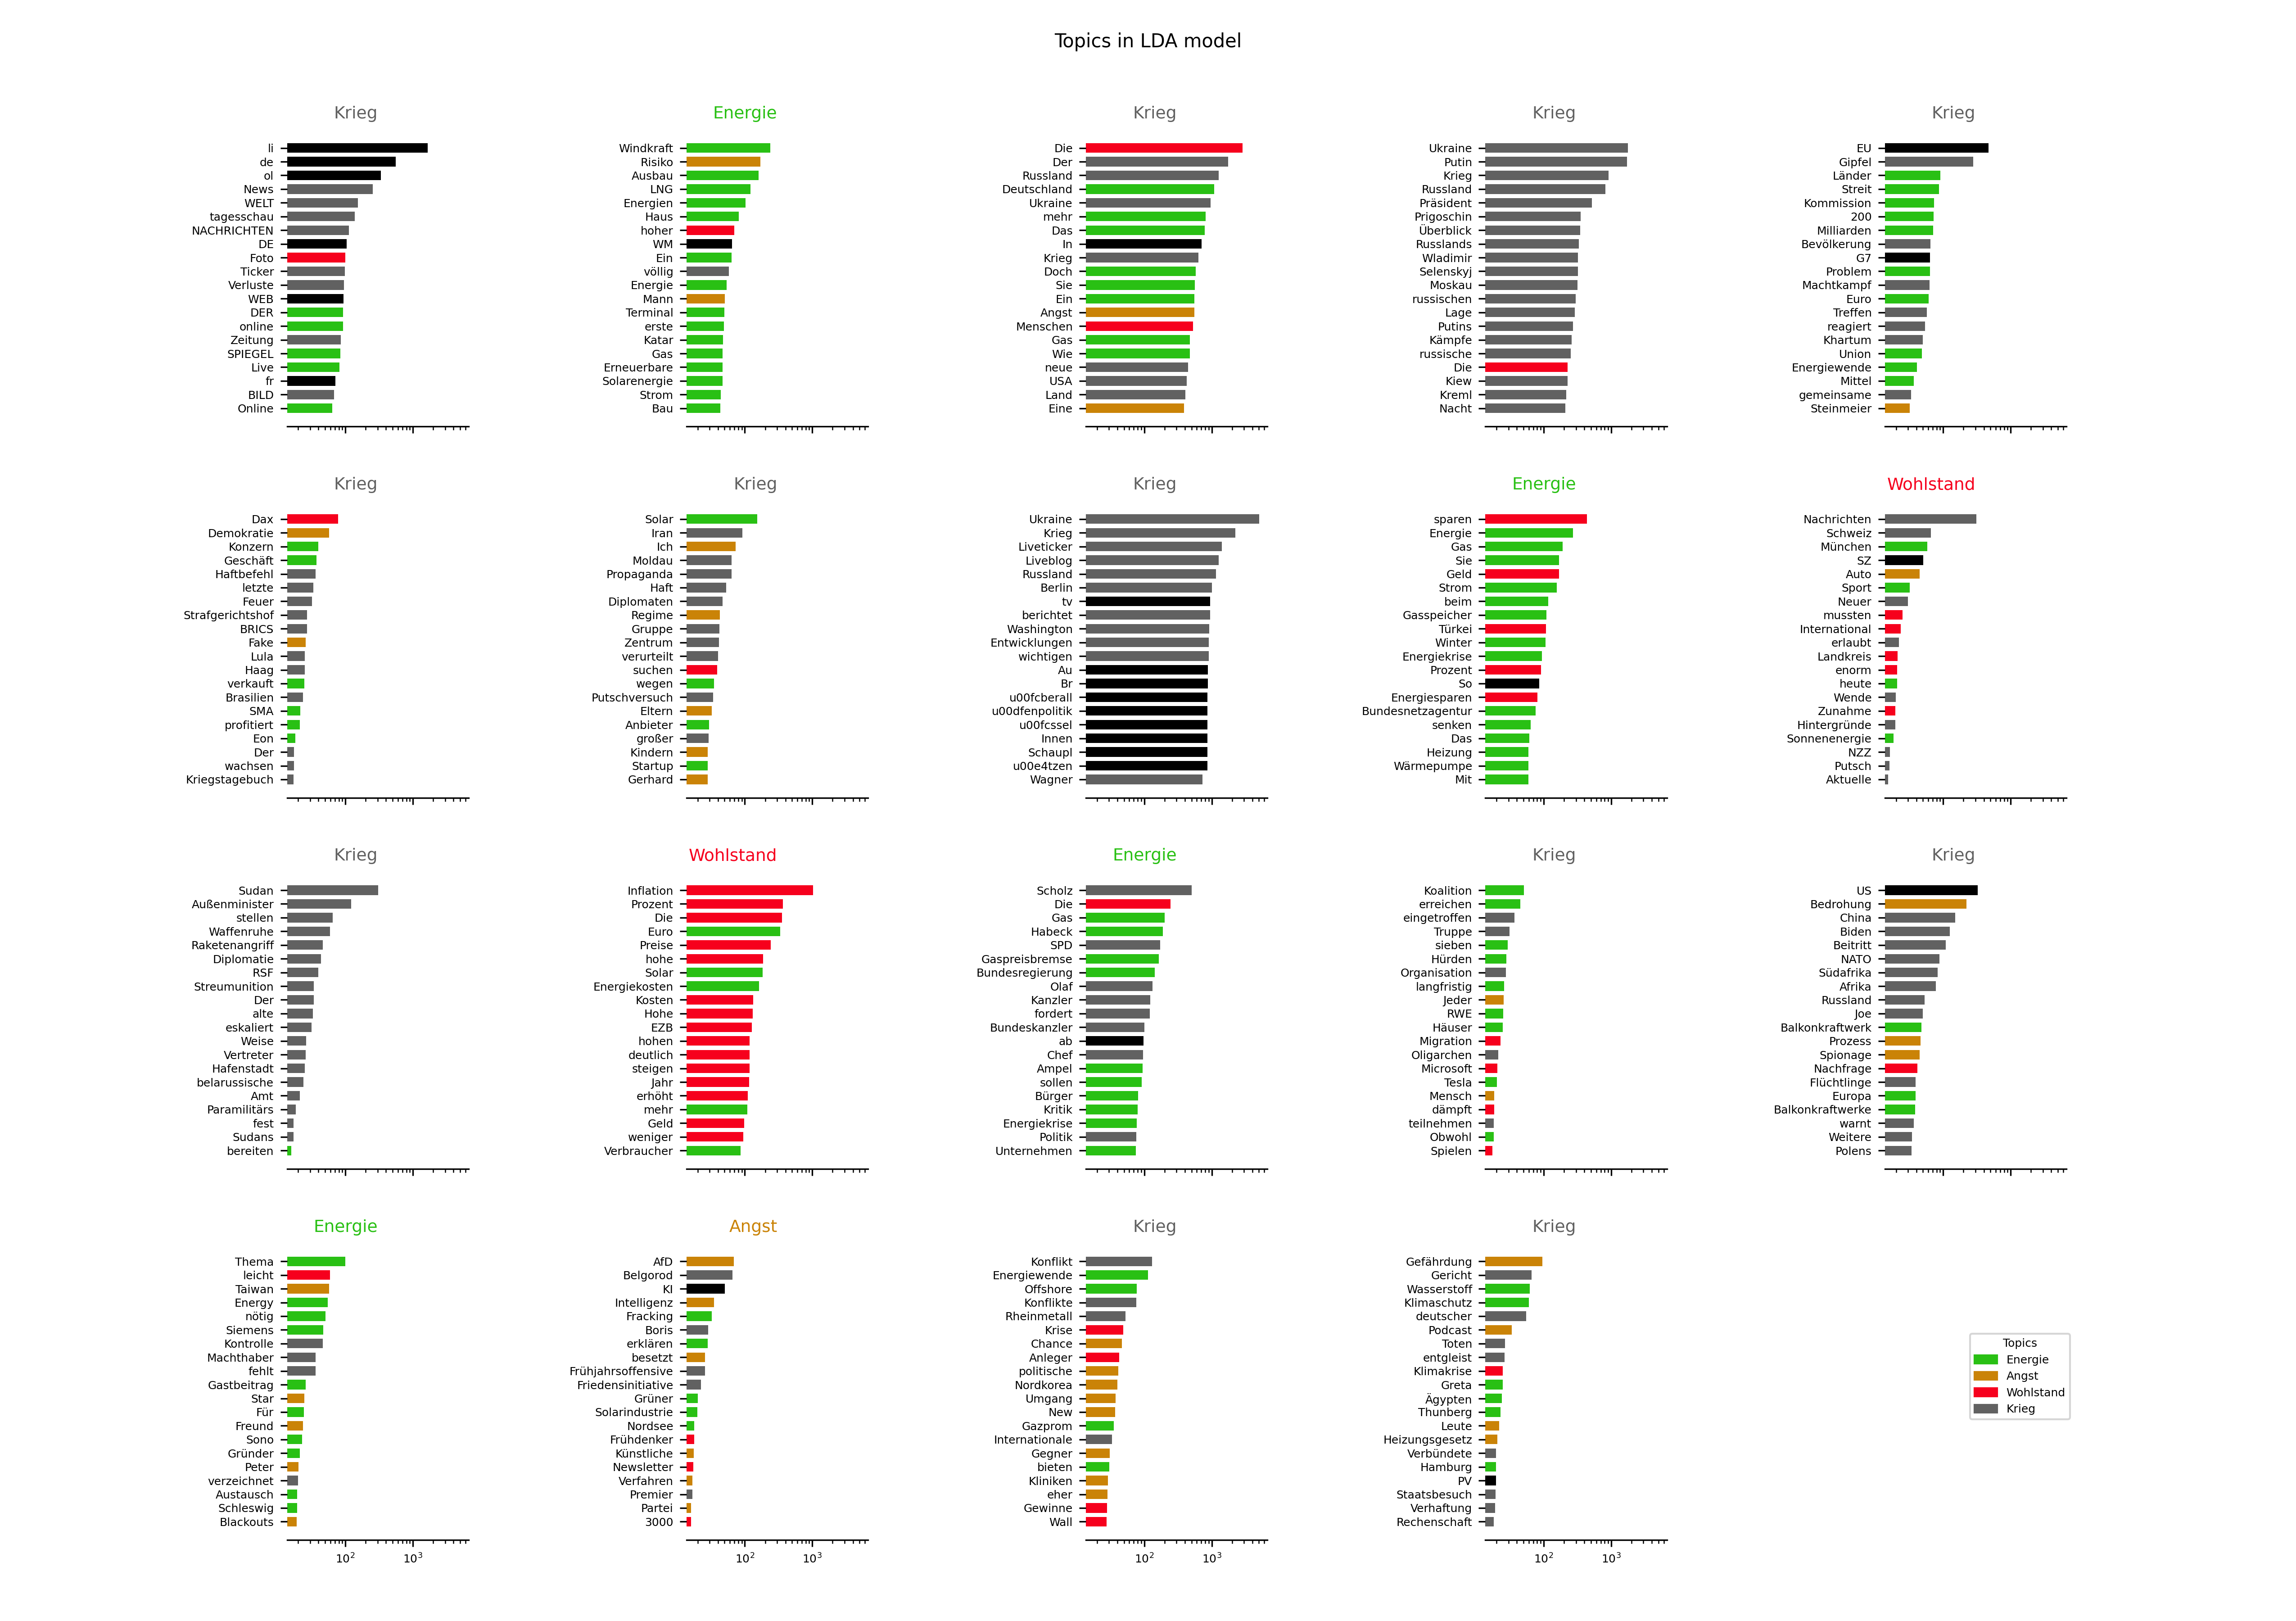 Topics in LDA model
Krieg
li
de
ol
News
WELT
tagesschau
NACHRICHTEN
DE
Foto
Ticker
Verluste
WEB
DER
online
Zeitung
SPIEGEL
Live
fr
BILD
Online
Energie
Windkraft
Risiko
Ausbau
LNG
Energien
Haus
hoher
WM
Ein
völlig
Energie
Mann
Terminal
erste
Katar
Gas
Erneuerbare
Solarenergie
Strom
Bau
Krieg
Die
Der
Russland
Deutschland
Ukraine
mehr
Das
In
Krieg
Doch
Sie
Ein
Angst
Menschen
Gas
Wie
neue
USA
Land
Eine
Krieg
Ukraine
Putin
Krieg
Russland
Präsident
Prigoschin
Überblick
Russlands
Wladimir
Selenskyj
Moskau
russischen
Lage
Putins
Kämpfe
russische
Die
Kiew
Kreml
Nacht
Krieg
EU
Gipfel
Länder
Streit
Kommission
200
Milliarden
Bevölkerung
G7
Problem
Machtkampf
Euro
Treffen
reagiert
Khartum
Union
Energiewende
Mittel
gemeinsame
Steinmeier
Krieg
Dax
Demokratie
Konzern
Geschäft
Haftbefehl
letzte
Feuer
Strafgerichtshof
BRICS
Fake
Lula
Haag
verkauft
Brasilien
SMA
profitiert
Eon
Der
wachsen
Kriegstagebuch
Krieg
Solar
Iran
Ich
Moldau
Propaganda
Haft
Diplomaten
Regime
Gruppe
Zentrum
verurteilt
suchen
wegen
Putschversuch
Eltern
Anbieter
großer
Kindern
Startup
Gerhard
Krieg
Ukraine
Krieg
Liveticker
Liveblog
Russland
Berlin
tv
berichtet
Washington
Entwicklungen
wichtigen
Au
Br
u00fcberall
u00dfenpolitik
u00fcssel
Innen
Schaupl
u00e4tzen
Wagner
Energie
sparen
Energie
Gas
Sie
Geld
Strom
beim
Gasspeicher
Türkei
Winter
Energiekrise
Prozent
So
Energiesparen
Bundesnetzagentur
senken
Das
Heizung
Wärmepumpe
Mit
Wohlstand
Nachrichten
Schweiz
München
SZ
Auto
Sport
Neuer
mussten
International
erlaubt
Landkreis
enorm
heute
Wende
Zunahme
Hintergründe
Sonnenenergie
NZZ
Putsch
Aktuelle
Krieg
Sudan
Außenminister
stellen
Waffenruhe
Raketenangriff
Diplomatie
RSF
Streumunition
Der
alte
eskaliert
Weise
Vertreter
Hafenstadt
belarussische
Amt
Paramilitärs
fest
Sudans
bereiten
Wohlstand
Inflation
Prozent
Die
Euro
Preise
hohe
Solar
Energiekosten
Kosten
Hohe
EZB
hohen
deutlich
steigen
Jahr
erhöht
mehr
Geld
weniger
Verbraucher
Energie
Scholz
Die
Gas
Habeck
SPD
Gaspreisbremse
Bundesregierung
Olaf
Kanzler
fordert
Bundeskanzler
ab
Chef
Ampel
sollen
Bürger
Kritik
Energiekrise
Politik
Unternehmen
Krieg
Koalition
erreichen
eingetroffen
Truppe
sieben
Hürden
Organisation
langfristig
Jeder
RWE
Häuser
Migration
Oligarchen
Microsoft
Tesla
Mensch
dämpft
teilnehmen
Obwohl
Spielen
Krieg
US
Bedrohung
China
Biden
Beitritt
NATO
Südafrika
Afrika
Russland
Joe
Balkonkraftwerk
Prozess
Spionage
Nachfrage
Flüchtlinge
Europa
Balkonkraftwerke
warnt
Weitere
Polens
Energie
Thema
leicht
Taiwan
Energy
nötig
Siemens
Kontrolle
Machthaber
fehlt
Gastbeitrag
Star
Für
Freund
Sono
Gründer
Peter
verzeichnet
Austausch
Schleswig
Blackouts
10² 10³
Angst
AfD
Belgorod
KI
Intelligenz
Fracking
Boris
erklären
besetzt
Frühjahrsoffensive
Friedensinitiative
Grüner
Solarindustrie
Nordsee
Frühdenker
Künstliche
Newsletter
Verfahren
Premier
Partei
3000
10² 10³
Krieg
Konflikt
Energiewende
Offshore
Konflikte
Rheinmetall
Krise
Chance
Anleger
politische
Nordkorea
Umgang
New
Gazprom
Internationale
Gegner
bieten
Kliniken
eher
Gewinne
Wall
10² 10³
Krieg
Gefährdung
Gericht
Wasserstoff
Klimaschutz
deutscher
Podcast
Toten
entgleist
Klimakrise
Greta
Ägypten
Thunberg
Leute
Heizungsgesetz
Verbündete
Hamburg
PV
Staatsbesuch
Verhaftung
Rechenschaft
10² 10³
Topics
Energie
Angst
Wohlstand
Krieg